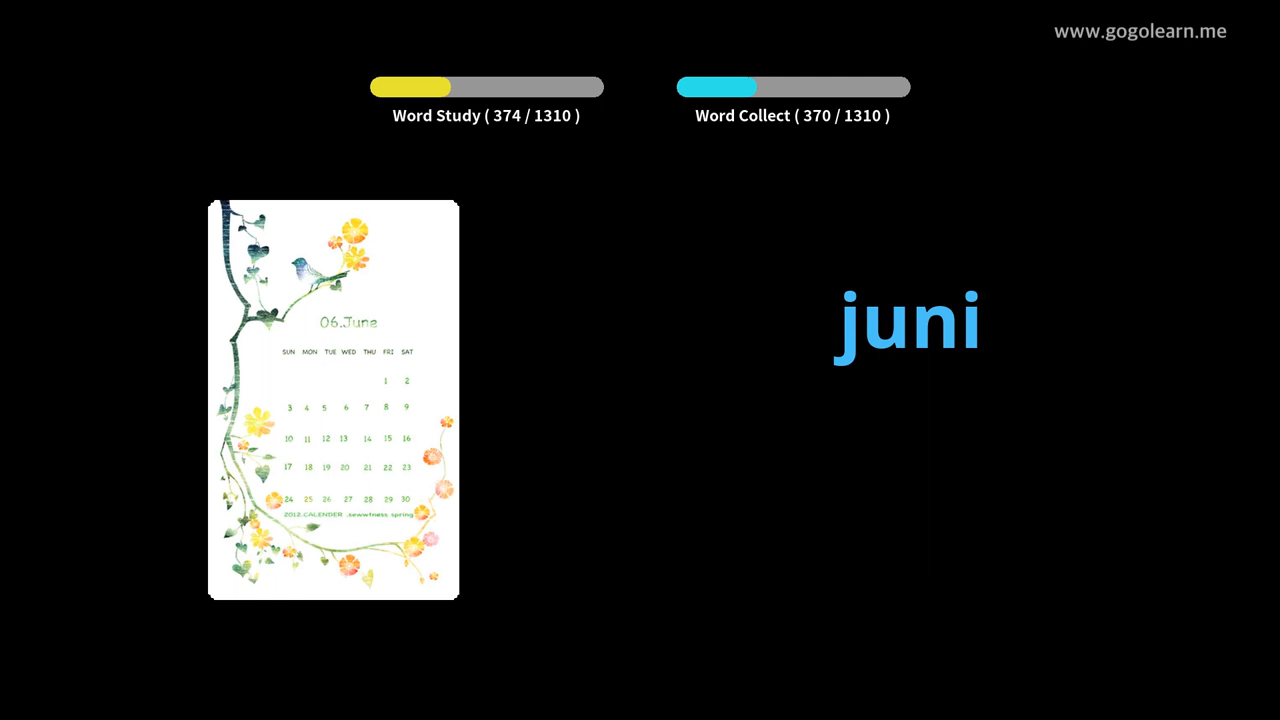 www.gogolearn.me
Word Study ( 374 / 1310 )
Word Collect ( 370 / 1310 )
06.June
SUN MON TUE WED THU FRI SAT
1 2
3 4 5 6 7 8 9
10 11 12 13 14 15 16
17 18 19 20 21 22 23
24 25 26 27 28 29 30
2012.CALENDER .sewwtness spring
juni